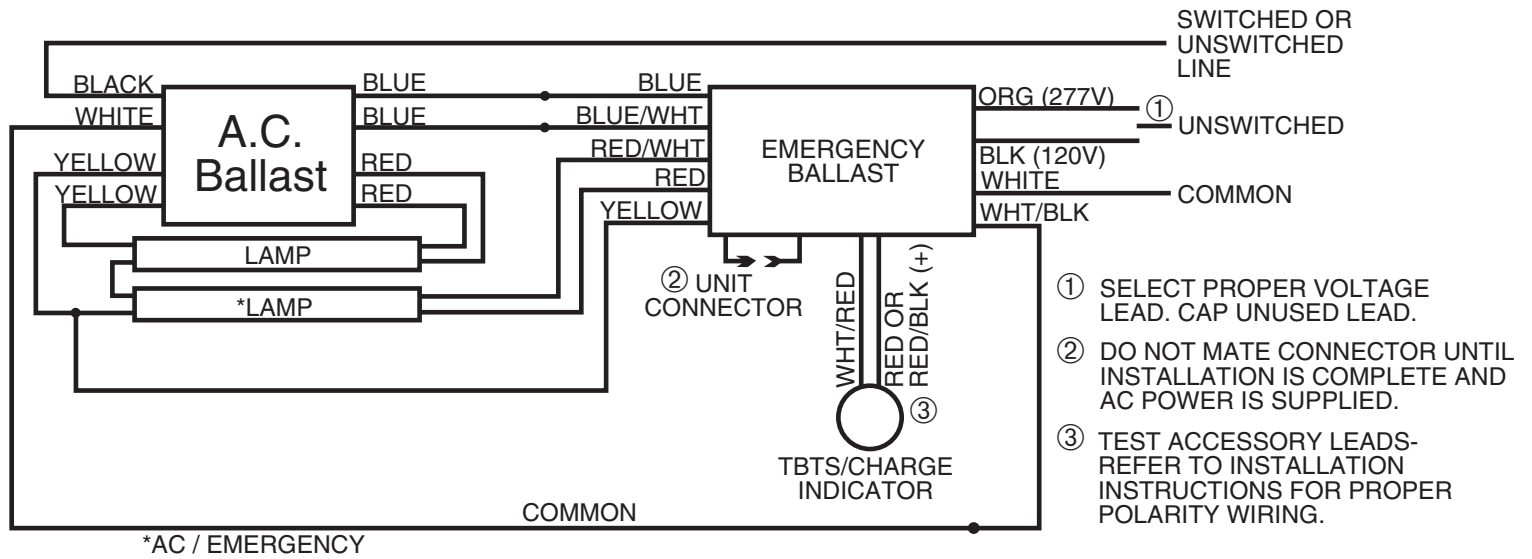 SWITCHED OR
UNSWITCHED
LINE
BLACK
BLUE
BLUE
WHITE
BLUE
BLUE/WHT
A.C.
Ballast
YELLOW
RED
RED/WHT
YELLOW
RED
RED
YELLOW
EMERGENCY
BALLAST
ORG (277V)
① UNSWITCHED
BLK (120V)
WHITE
COMMON
WHT/BLK
LAMP
*LAMP
② UNIT
CONNECTOR
WHT/RED
RED OR
RED/BLK (+)
③
TBTS/CHARGE
INDICATOR
① SELECT PROPER VOLTAGE
LEAD. CAP UNUSED LEAD.
② DO NOT MATE CONNECTOR UNTIL
INSTALLATION IS COMPLETE AND
AC POWER IS SUPPLIED.
③ TEST ACCESSORY LEADS-
REFER TO INSTALLATION
INSTRUCTIONS FOR PROPER
POLARITY WIRING.
COMMON
*AC / EMERGENCY